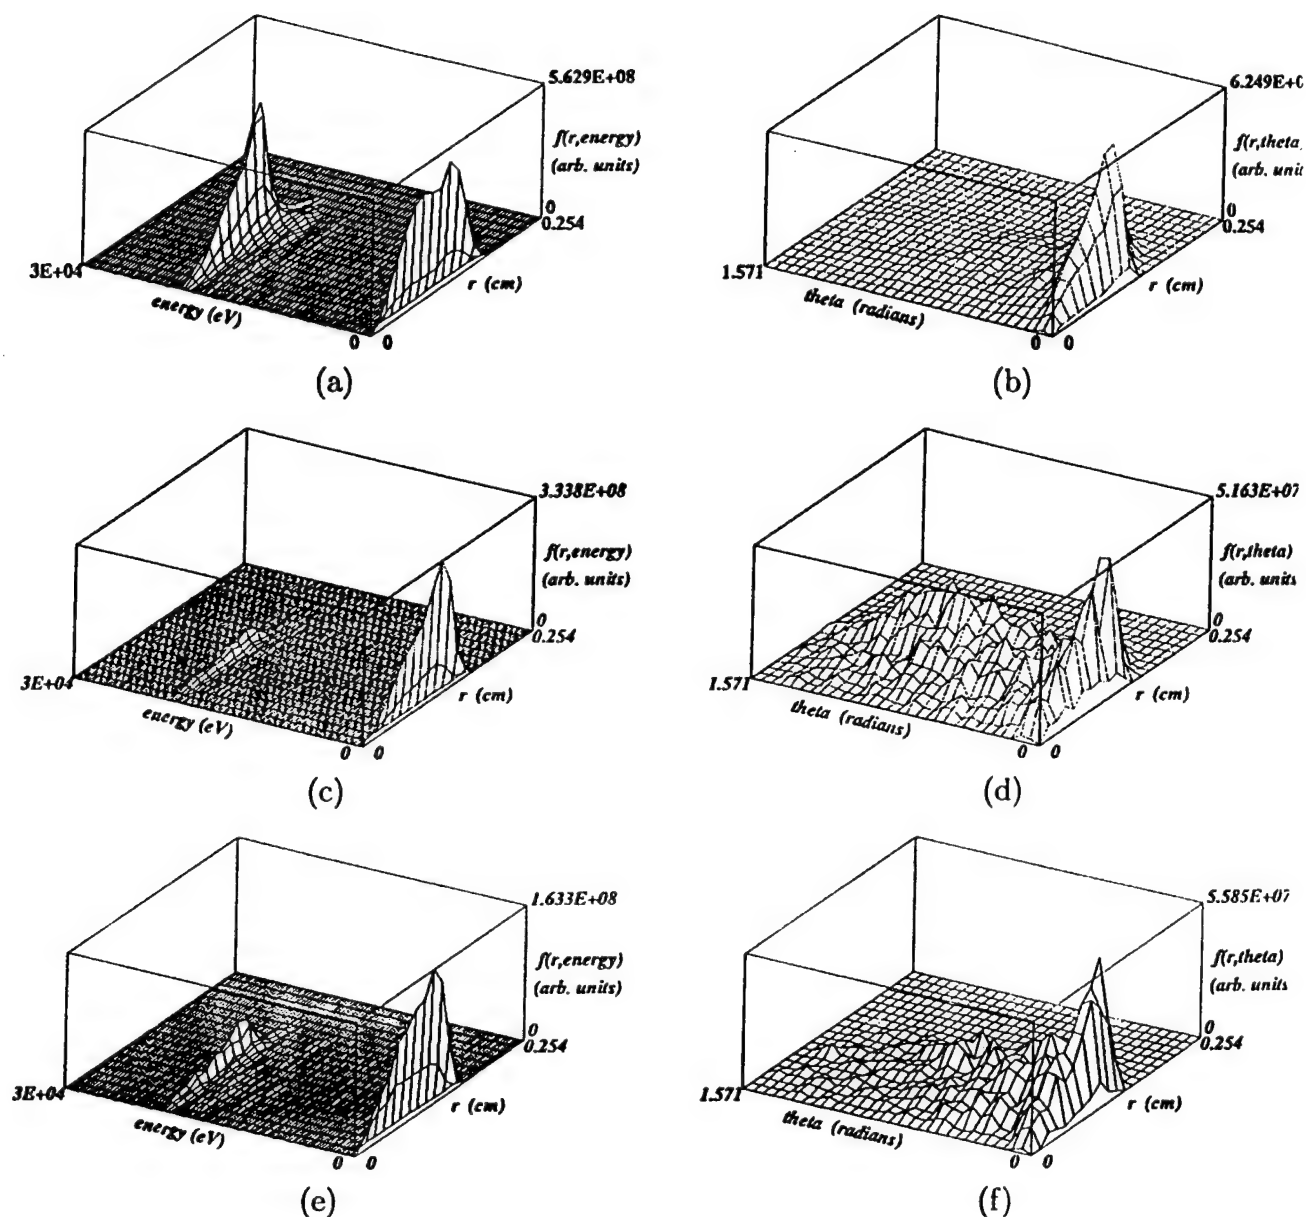 5.629E+08
f(r,energy)
(arb. units)
0
0.254
3E+04
energy (eV)
r (cm)
0 0
(a)
6.249E+0
f(r,theta)
(arb. unit
0
0.254
1.571
theta (radians)
r (cm)
0 0
(b)
3.338E+08
f(r,energy)
(arb. units)
0
0.254
3E+04
energy (eV)
r (cm)
0 0
(c)
5.163E+07
f(r,theta)
(arb. units
0
0.254
1.571
theta (radians)
r (cm)
0 0
(d)
1.633E+08
f(r,energy)
(arb. units)
0
0.254
3E+04
energy (eV)
r (cm)
0 0
(e)
5.585E+07
f(r,theta)
(arb. units
0
0.254
1.571
theta (radians)
r (cm)
0 0
(f)